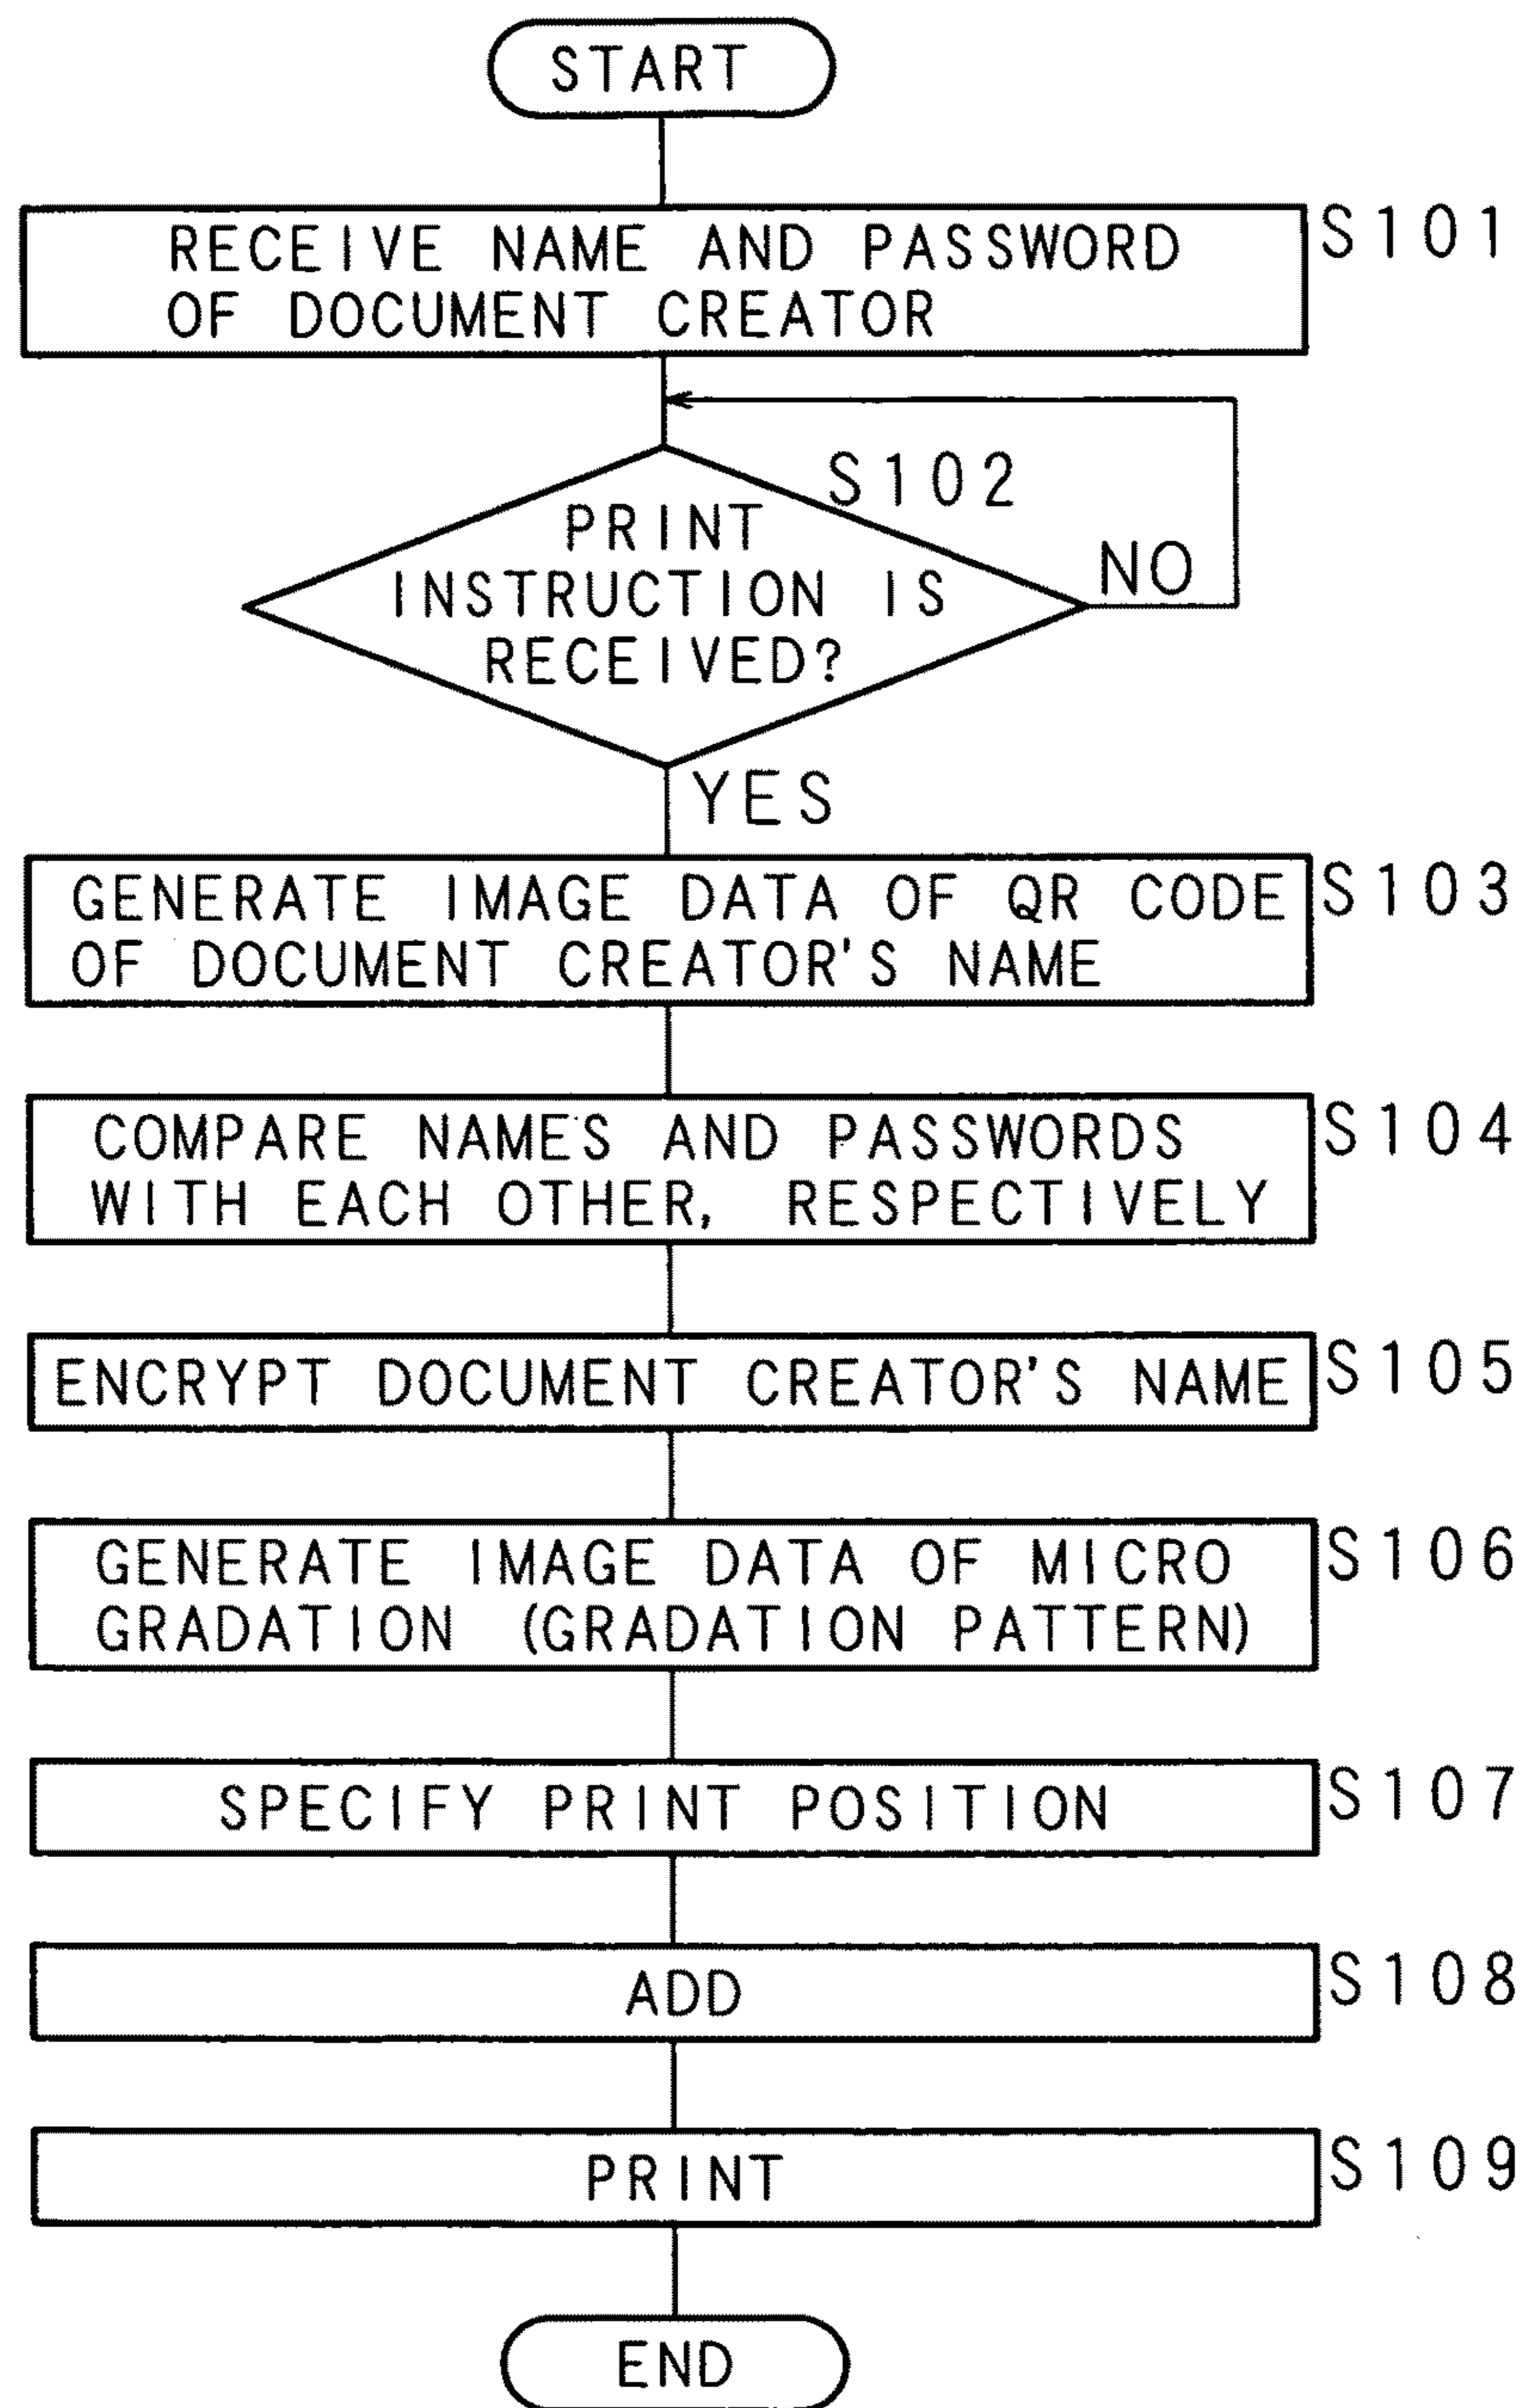 START
RECEIVE NAME AND PASSWORD
OF DOCUMENT CREATOR
S101
S102
PRINT
INSTRUCTION IS
RECEIVED?
NO
YES
GENERATE IMAGE DATA OF QR CODE
OF DOCUMENT CREATOR'S NAME
S103
COMPARE NAMES AND PASSWORDS
WITH EACH OTHER, RESPECTIVELY
S104
ENCRYPT DOCUMENT CREATOR'S NAME
S105
GENERATE IMAGE DATA OF MICRO
GRADATION (GRADATION PATTERN)
S106
SPECIFY PRINT POSITION
S107
ADD
S108
PRINT
S109
END